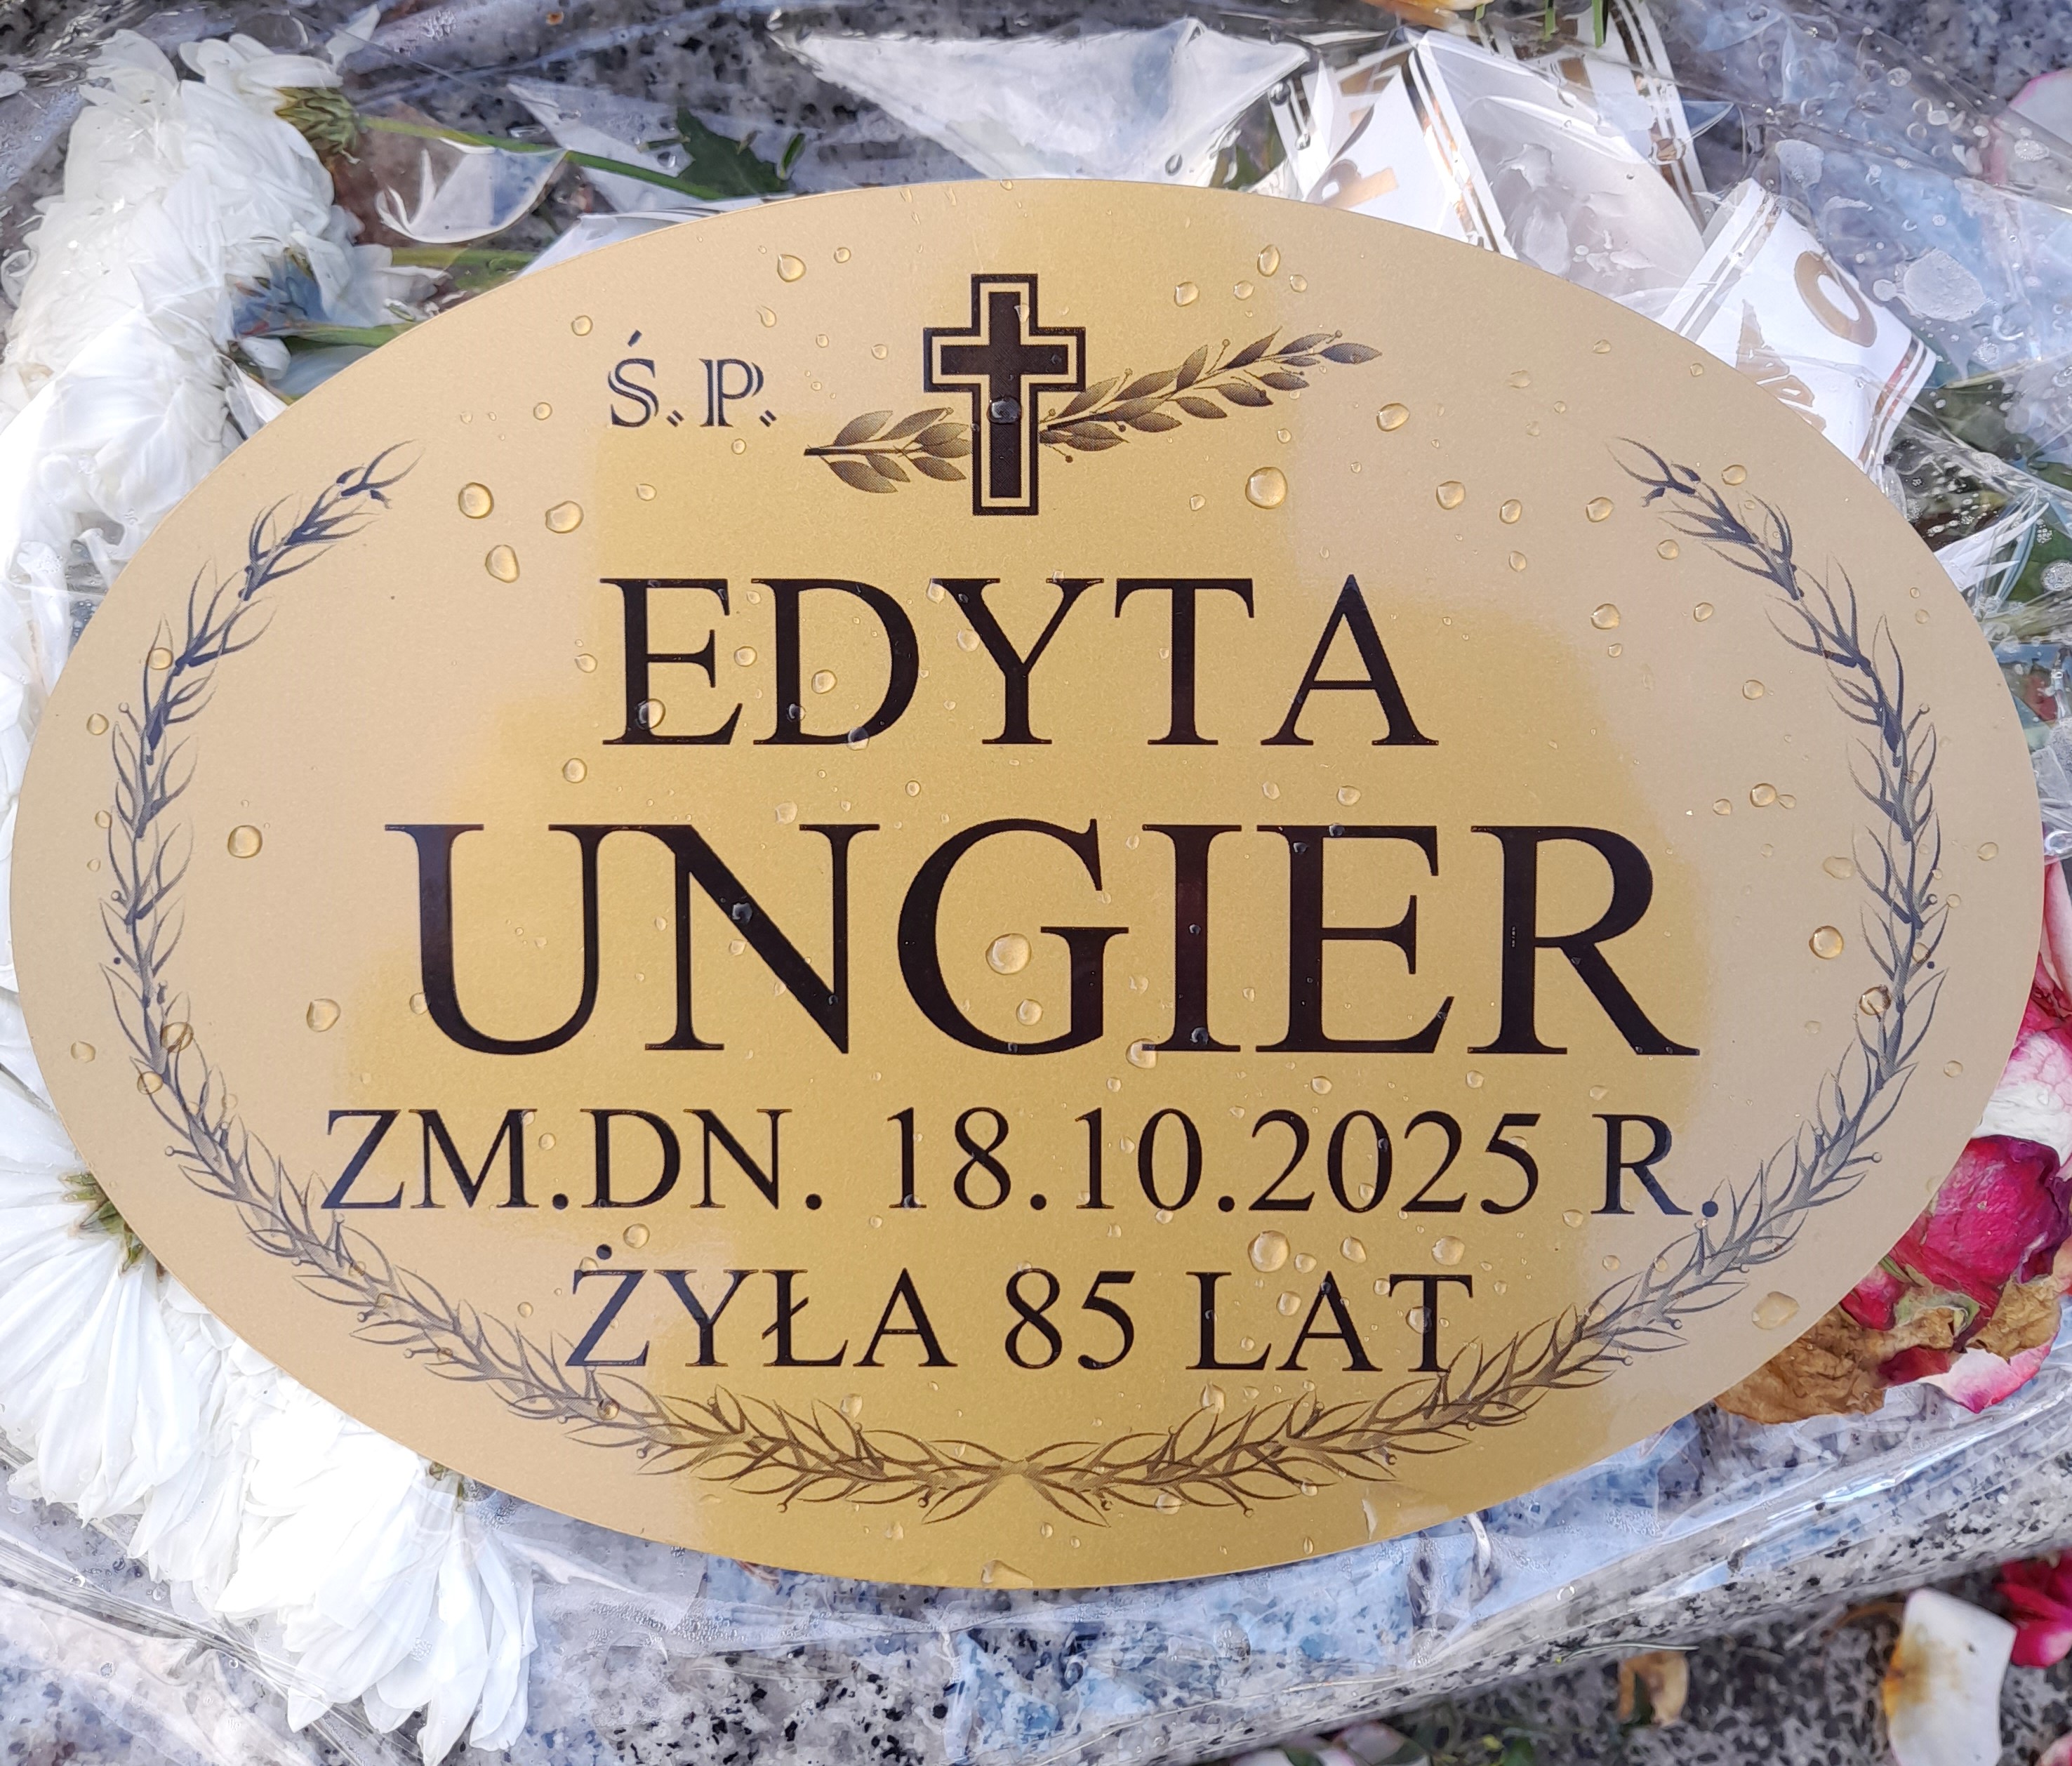 Ś. P.
EDYTA
UNGIER
ZM.DN. 18.10.2025 R.
ŻYŁA 85 LAT